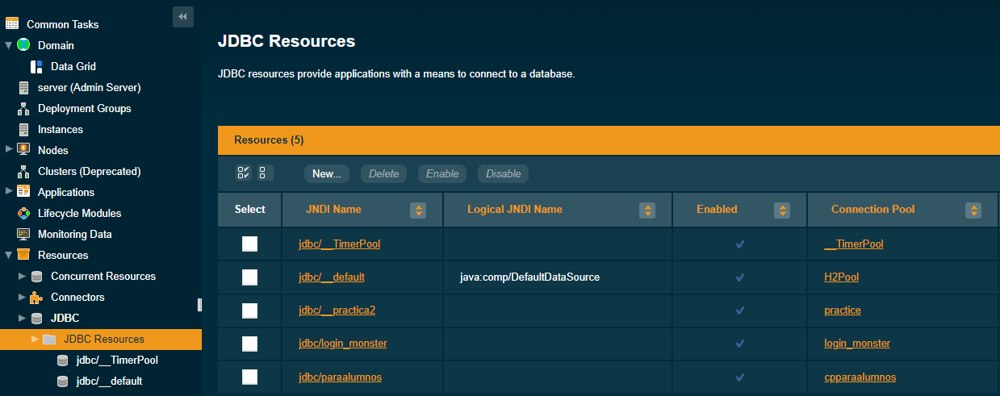 Common Tasks
Domain
Data Grid
server (Admin Server)
Deployment Groups
Instances
Nodes
Clusters (Deprecated)
Applications
Lifecycle Modules
Monitoring Data
Resources
Concurrent Resources
Connectors
JDBC
JDBC Resources
jdbc/__TimerPool
jdbc/__default
JDBC Resources
JDBC resources provide applications with a means to connect to a database.
Resources (5)
New... Delete Enable Disable
Select JNDI Name Logical JNDI Name Enabled Connection Pool
jdbc/__TimerPool __TimerPool
jdbc/__default java:comp/DefaultDataSource H2Pool
jdbc/__practica2 practice
jdbc/login_monster login_monster
jdbc/paraalumnos cpparaalumnos